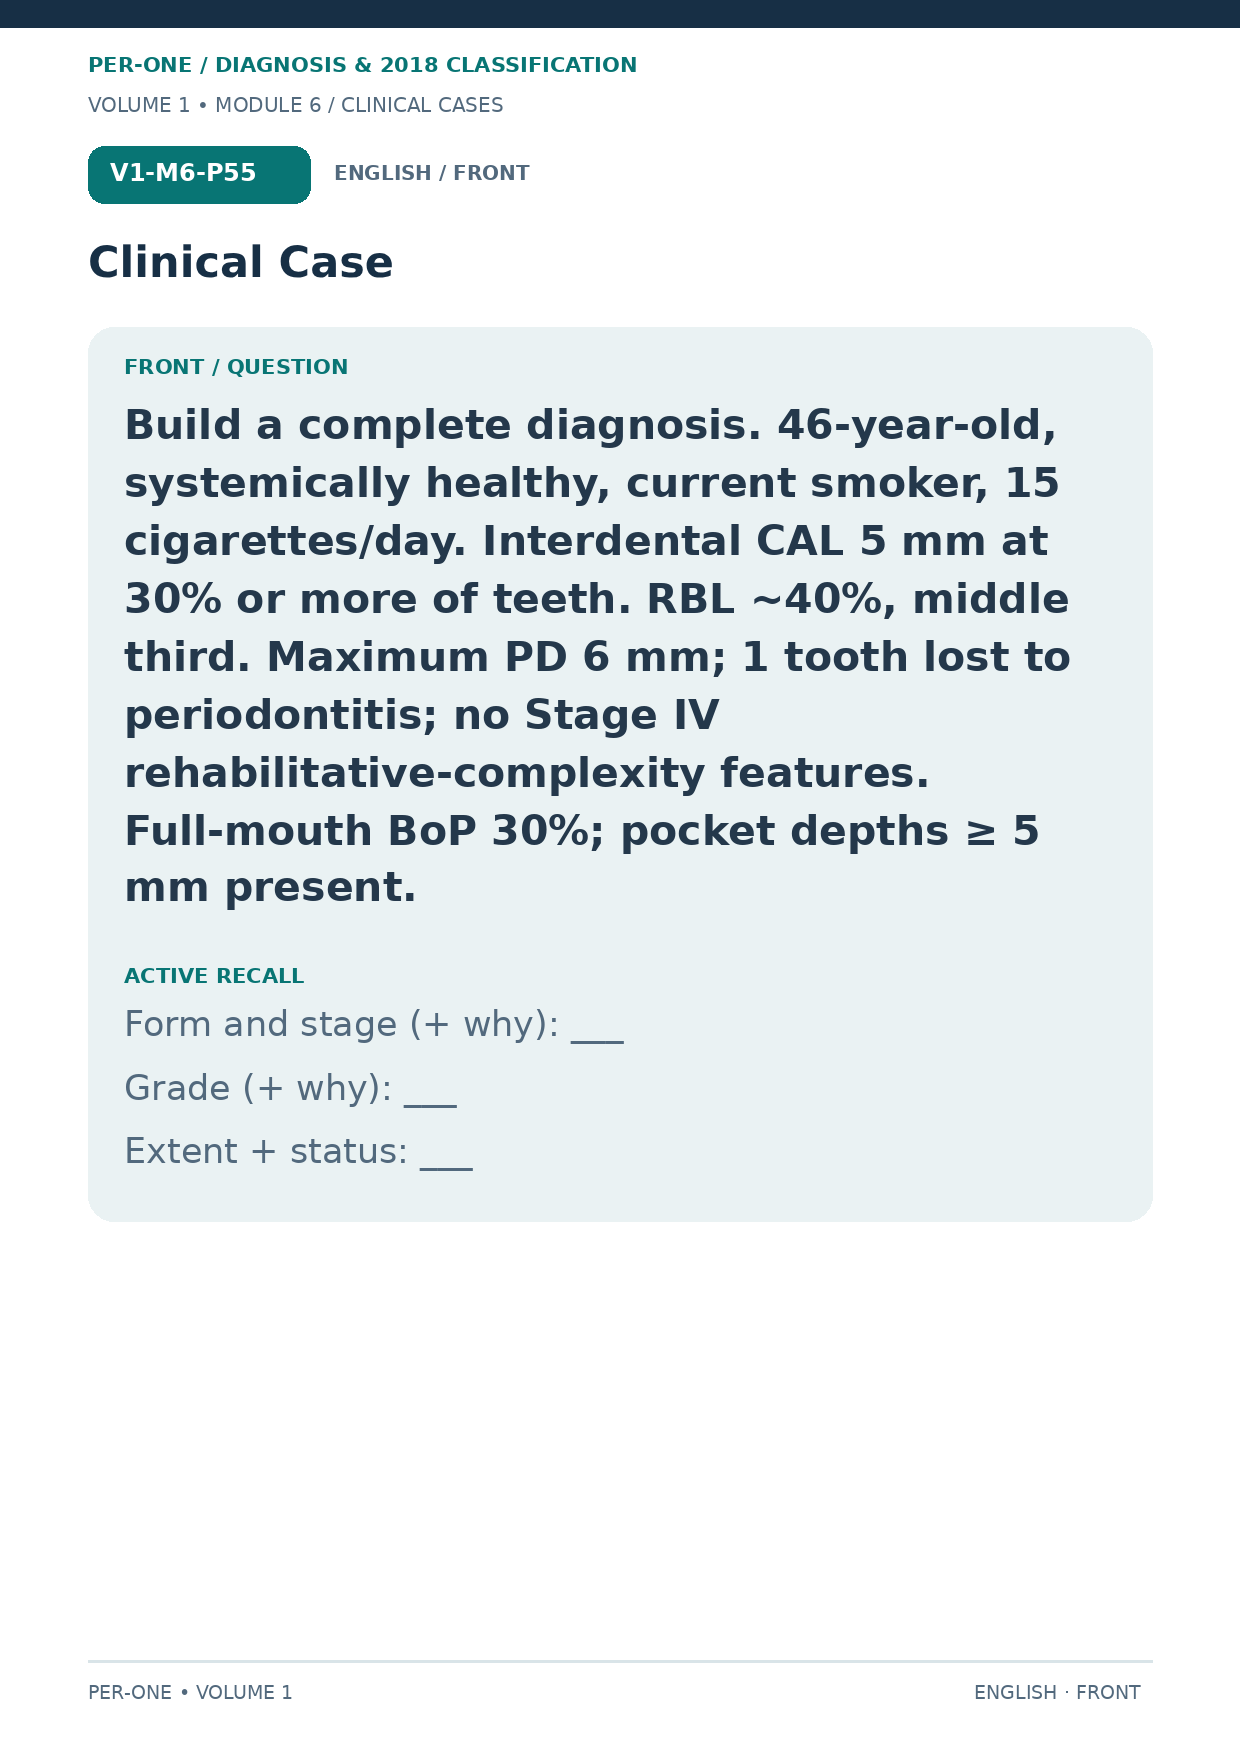 PER-ONE / DIAGNOSIS & 2018 CLASSIFICATION
VOLUME 1 • MODULE 6 / CLINICAL CASES
V1-M6-P55
ENGLISH / FRONT
Clinical Case
FRONT / QUESTION
Build a complete diagnosis. 46-year-old,
systemically healthy, current smoker, 15
cigarettes/day. Interdental CAL 5 mm at
30% or more of teeth. RBL ~40%, middle
third. Maximum PD 6 mm; 1 tooth lost to
periodontitis; no Stage IV
rehabilitative-complexity features.
Full-mouth BoP 30%; pocket depths ≥ 5
mm present.
ACTIVE RECALL
Form and stage (+ why): ___
Grade (+ why): ___
Extent + status: ___
PER-ONE • VOLUME 1
ENGLISH · FRONT